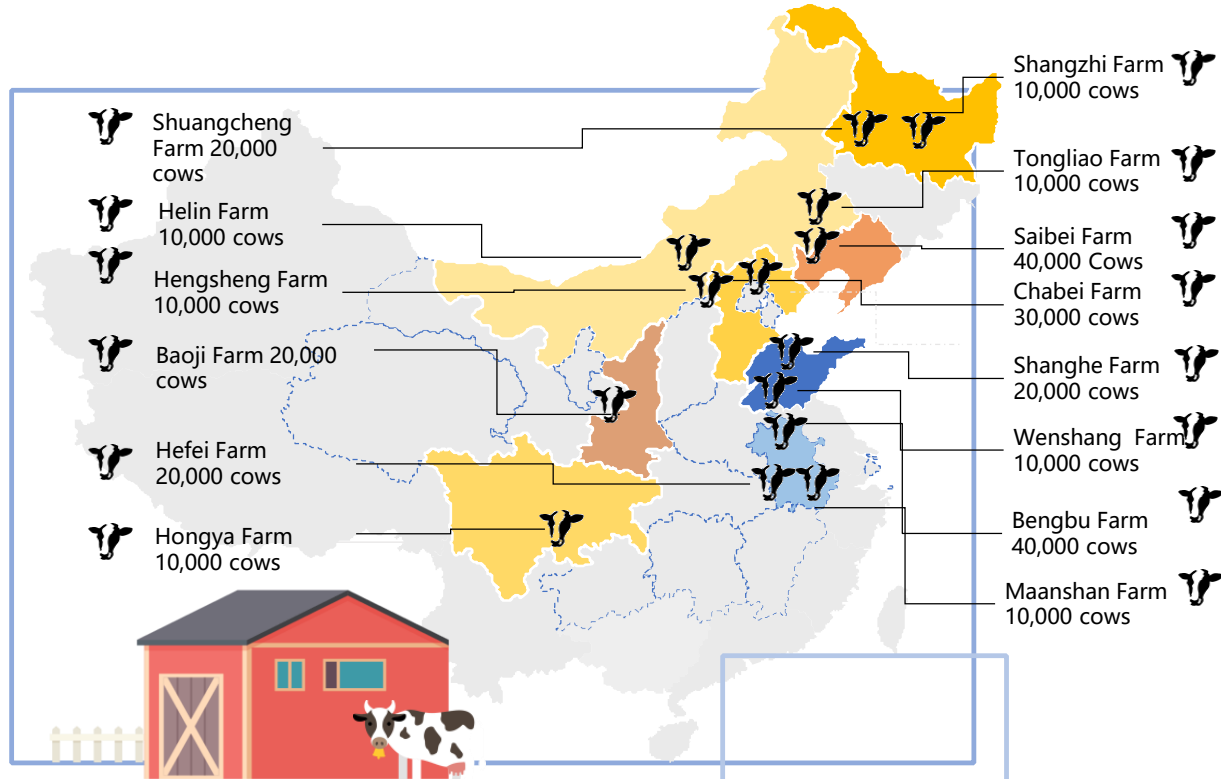 Shuangcheng
Farm 20,000
cows
Helin Farm
10,000 cows
Hengsheng Farm
10,000 cows
Baoji Farm 20,000
cows
Hefei Farm
20,000 cows
Hongya Farm
10,000 cows
Shangzhi Farm
10,000 cows
Tongliao Farm
10,000 cows
Saibei Farm
40,000 Cows
Chabei Farm
30,000 cows
Shanghe Farm
20,000 cows
Wenshang Farm
10,000 cows
Bengbu Farm
40,000 cows
Maanshan Farm
10,000 cows